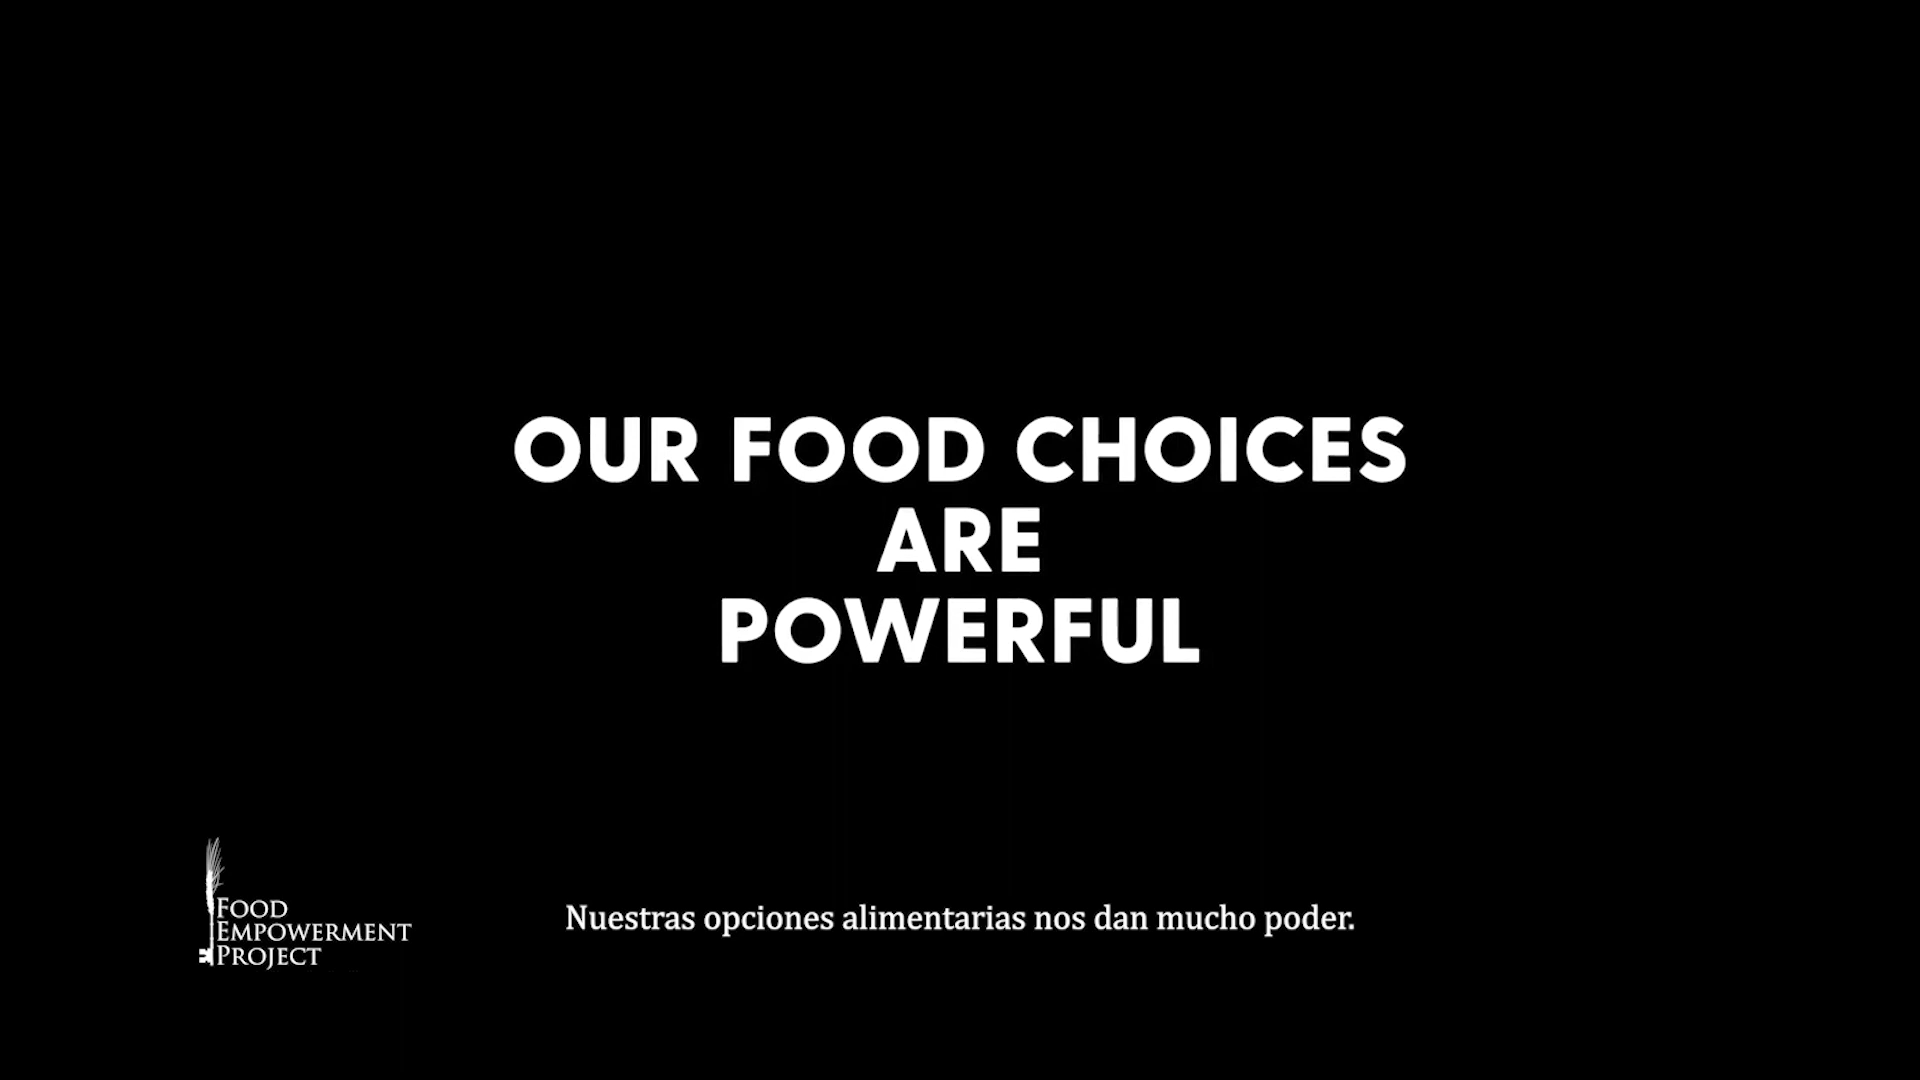 OUR FOOD CHOICES
ARE
POWERFUL
FOOD
EMPOWERMENT
PROJECT
Nuestras opciones alimentarias nos dan mucho poder.